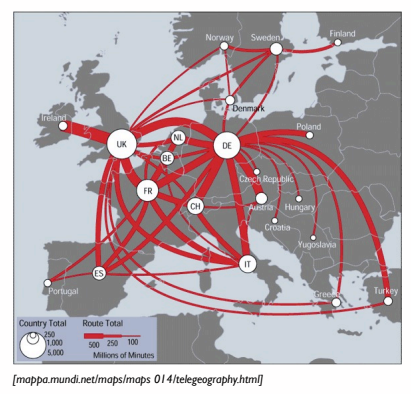 Norway
Sweden
Finland
Denmark
Ireland
UK
NL
BE
DE
Poland
Czech Republic
FR
CH
Austria
Hungary
Croatia
Yugoslavia
IT
ES
Portugal
Greece
Turkey
Country Total
250
1,000
5,000
Route Total
500 250 100
Millions of Minutes
[mappa.mundi.net/maps/maps 014/telegeography.html]